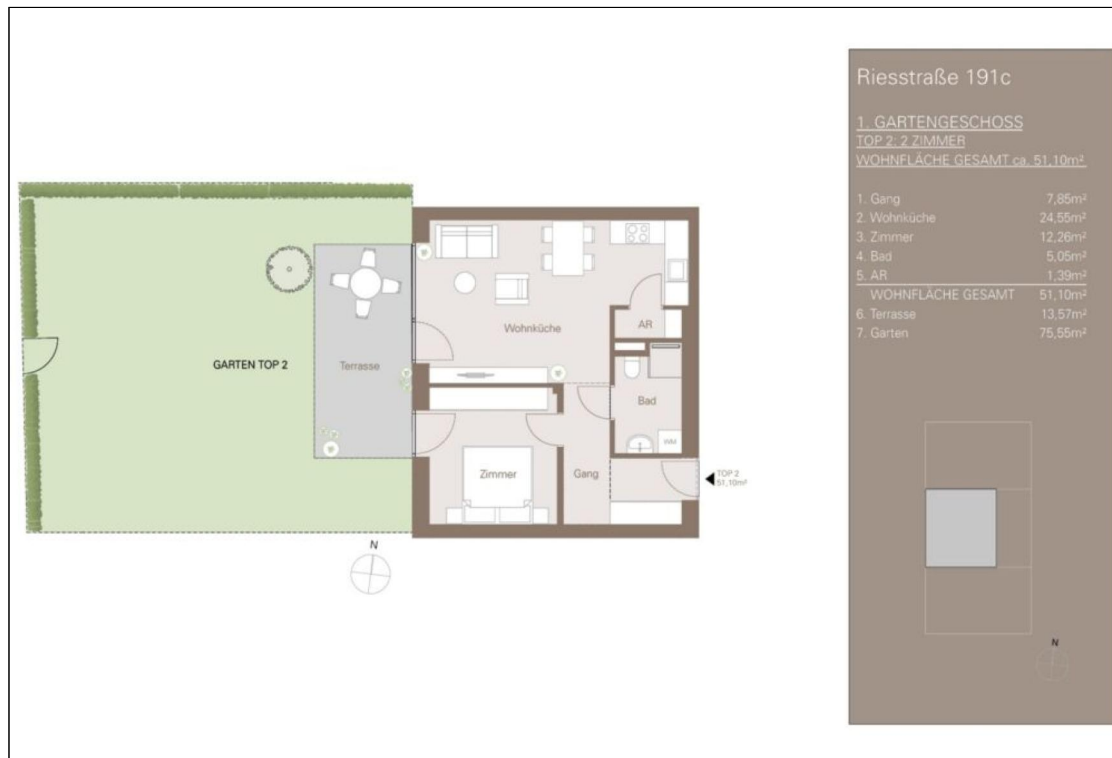 Riesstraße 191c
1. GARTENGESCHOSS
TOP 2: 2 ZIMMER
WOHNFLÄCHE GESAMT ca. 51,10m²
1. Gang 7,85m²
2. Wohnküche 24,55m²
3. Zimmer 12,26m²
4. Bad 5,05m²
5. AR 1,39m²
WOHNFLÄCHE GESAMT 51,10m²
6. Terrasse 13,57m²
7. Garten 75,55m²
N
GARTEN TOP 2
Terrasse
Wohnküche
AR
Bad
WM
Zimmer
Gang
TOP 2
51,10m²
N